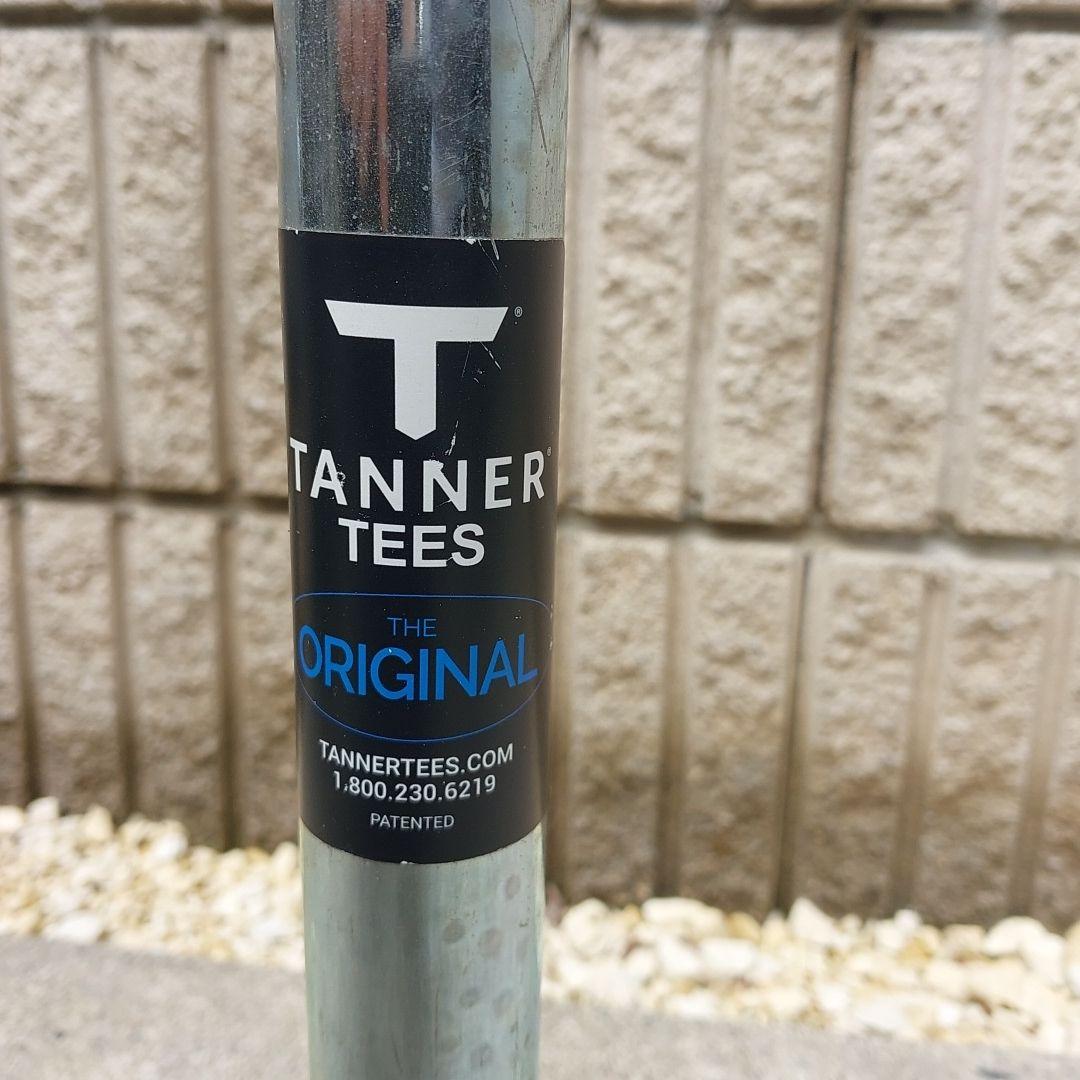 T®
TANNER®
TEES
THE
ORIGINAL
TANNERTEES.COM
1.800.230.6219
PATENTED